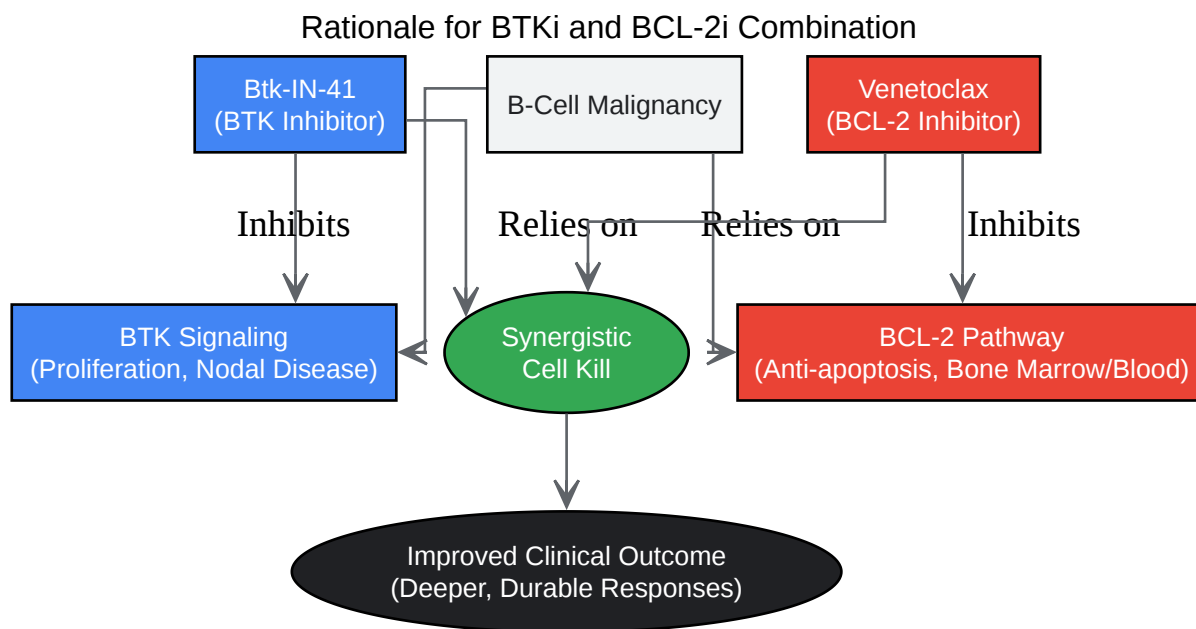 Rationale for BTKi and BCL-2i Combination
Btk-IN-41
(BTK Inhibitor)
B-Cell Malignancy
Venetoclax
(BCL-2 Inhibitor)
Inhibits
Relies on
Relies on
Inhibits
BTK Signaling
(Proliferation, Nodal Disease)
Synergistic
Cell Kill
BCL-2 Pathway
(Anti-apoptosis, Bone Marrow/Blood)
Improved Clinical Outcome
(Deeper, Durable Responses)